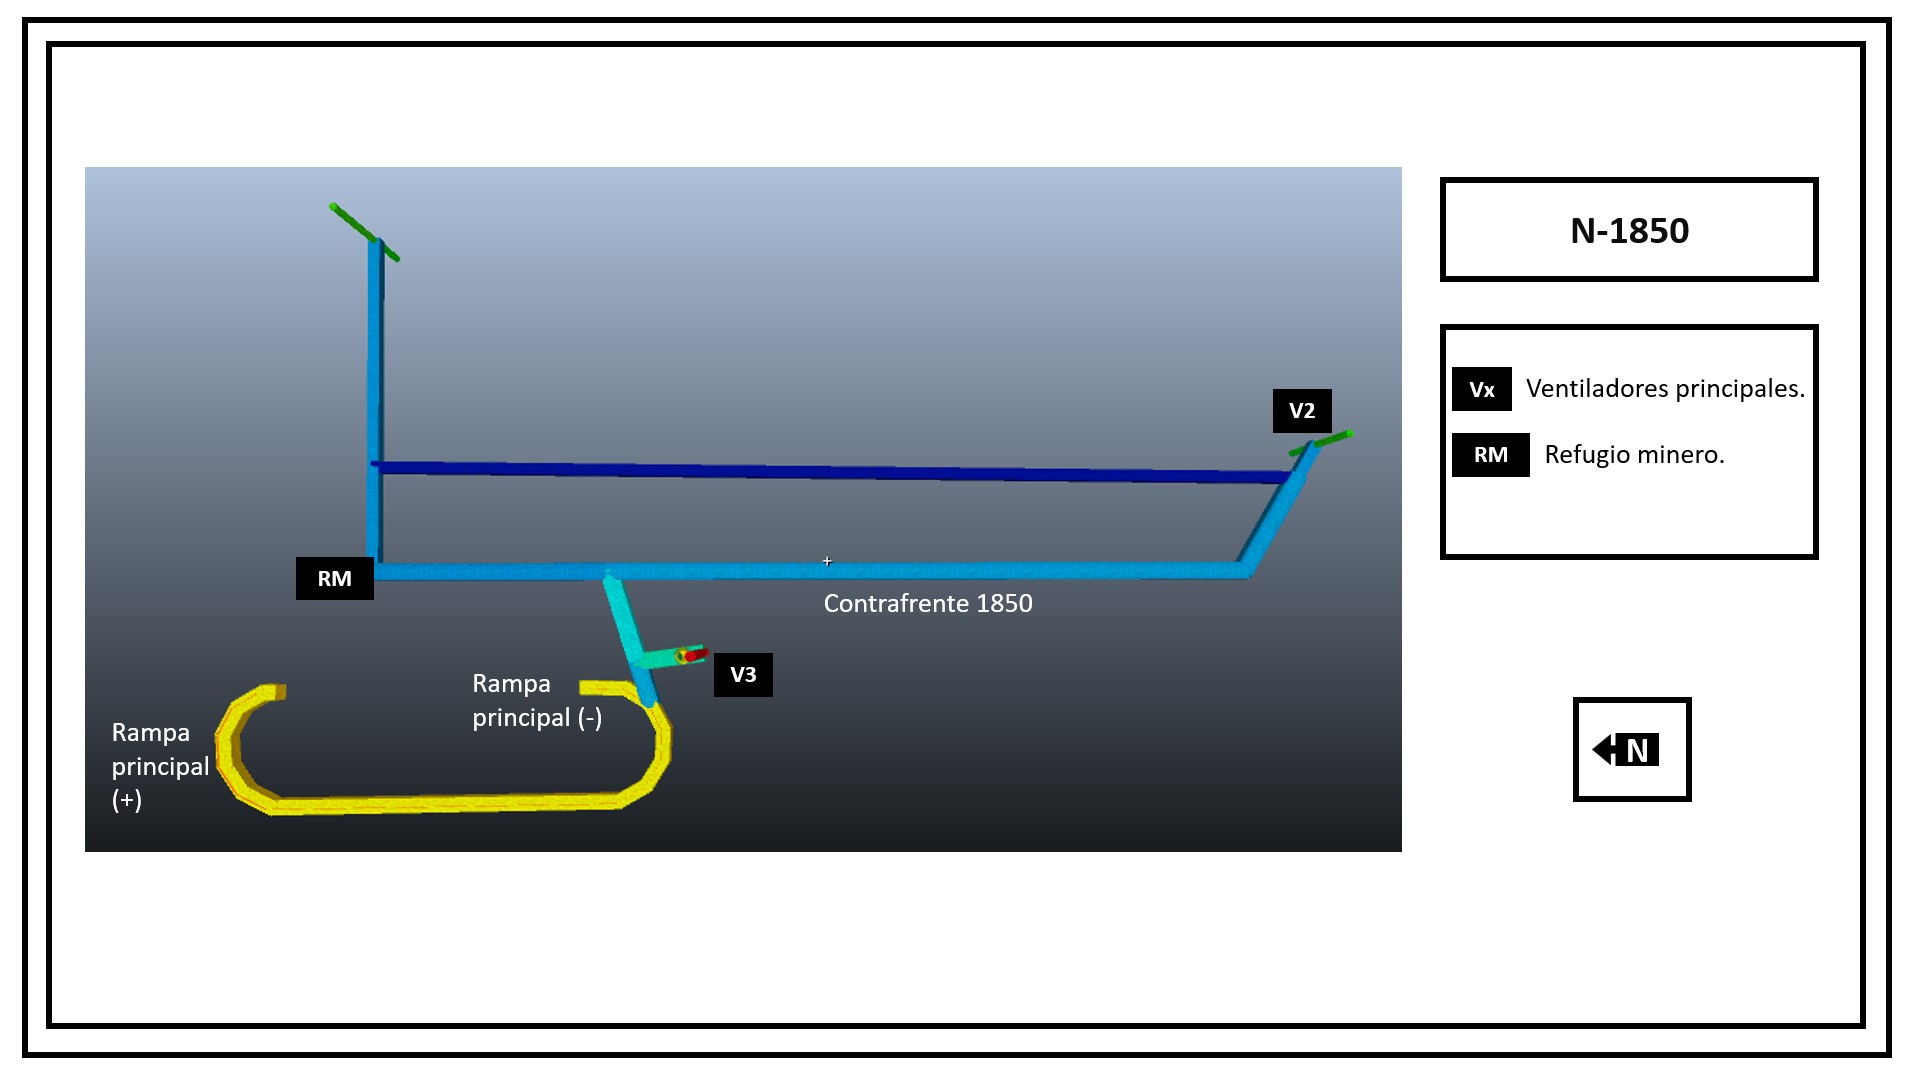 N-1850
Vx Ventiladores principales.
RM Refugio minero.
V2
RM
Contrafrente 1850
V3
Rampa
principal (-)
Rampa
principal
(+)
N